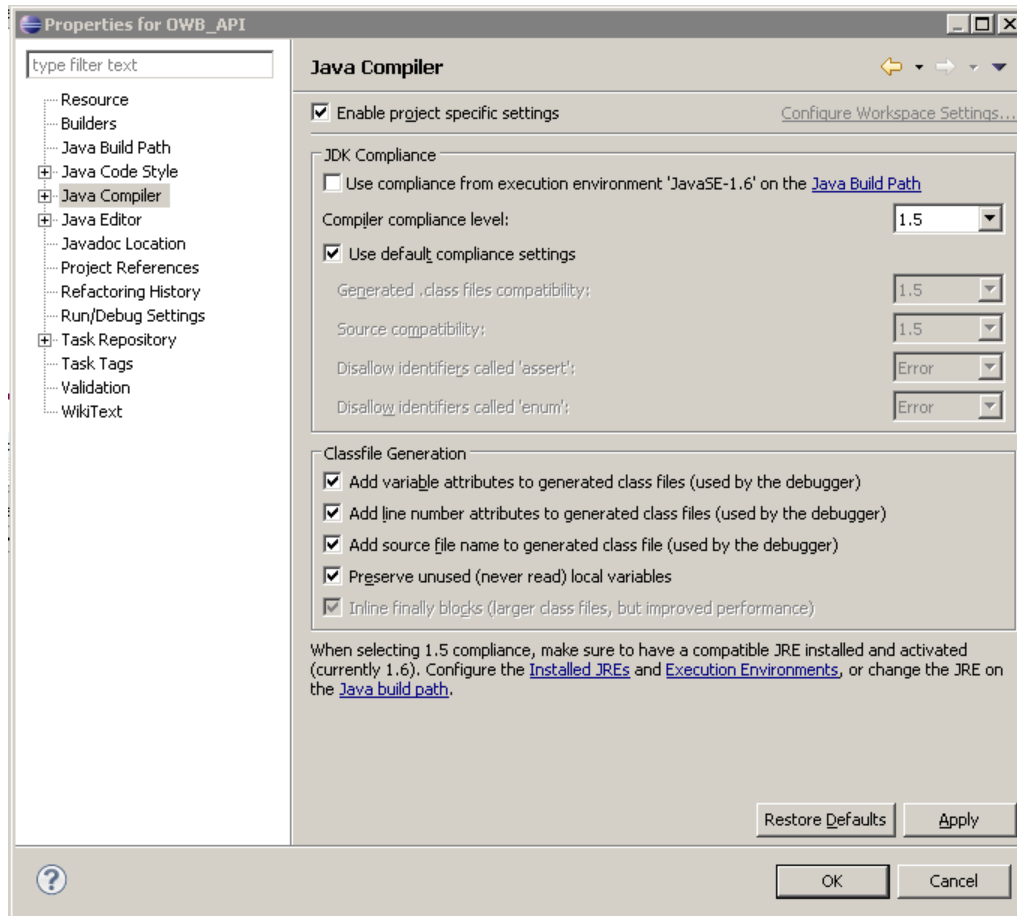 Properties for OWB_API
type filter text
Resource
Builders
Java Build Path
Java Code Style
Java Compiler
Java Editor
Javadoc Location
Project References
Refactoring History
Run/Debug Settings
Task Repository
Task Tags
Validation
WikiText
Java Compiler
Enable project specific settings
Configure Workspace Settings...
JDK Compliance
Use compliance from execution environment 'JavaSE-1.6' on the Java Build Path
Compiler compliance level: 1.5
Use default compliance settings
Generated .class files compatibility: 1.5
Source compatibility: 1.5
Disallow identifiers called 'assert': Error
Disallow identifiers called 'enum': Error
Classfile Generation
Add variable attributes to generated class files (used by the debugger)
Add line number attributes to generated class files (used by the debugger)
Add source file name to generated class file (used by the debugger)
Preserve unused (never read) local variables
Inline finally blocks (larger class files, but improved performance)
When selecting 1.5 compliance, make sure to have a compatible JRE installed and activated
(currently 1.6). Configure the Installed JREs and Execution Environments, or change the JRE on
the Java build path.
Restore Defaults
Apply
?
OK
Cancel